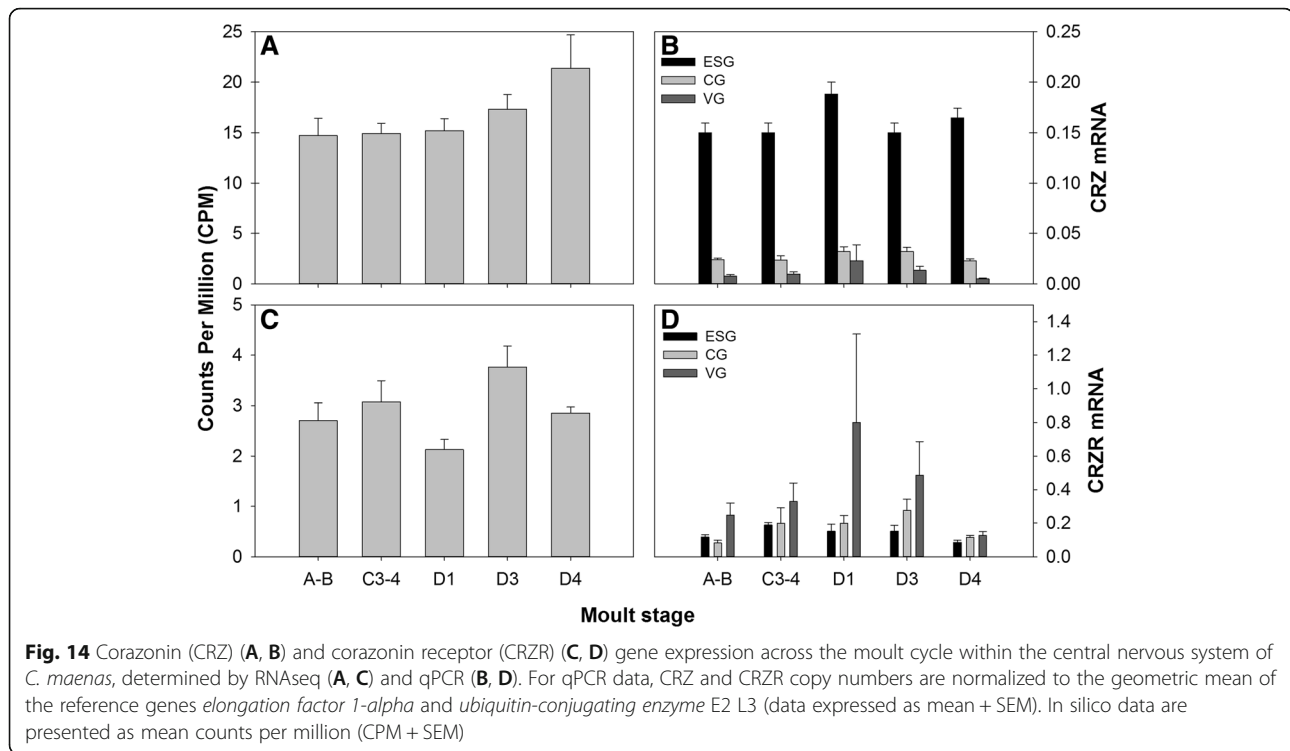 A
B
25
20
15
10
5
0
ESG
CG
VG
0.25
0.20
0.15
0.10
0.05
0.00
CRZ mRNA
Counts Per Million (CPM)
C
D
5
4
3
2
1
0
ESG
CG
VG
1.4
1.2
1.0
0.8
0.6
0.4
0.2
0.0
CRZR mRNA
A-B C3-4 D1 D3 D4
A-B C3-4 D1 D3 D4
Moult stage
Fig. 14 Corazonin (CRZ) (A, B) and corazonin receptor (CRZR) (C, D) gene expression across the moult cycle within the central nervous system of
C. maenas, determined by RNAseq (A, C) and qPCR (B, D). For qPCR data, CRZ and CRZR copy numbers are normalized to the geometric mean of
the reference genes elongation factor 1-alpha and ubiquitin-conjugating enzyme E2 L3 (data expressed as mean + SEM). In silico data are
presented as mean counts per million (CPM + SEM)